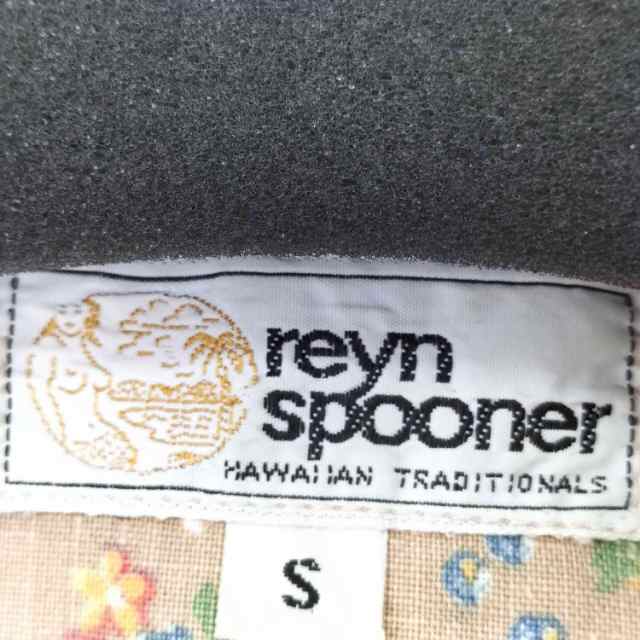 reyn
spooner
HAWAIIAN TRADITIONALS
S